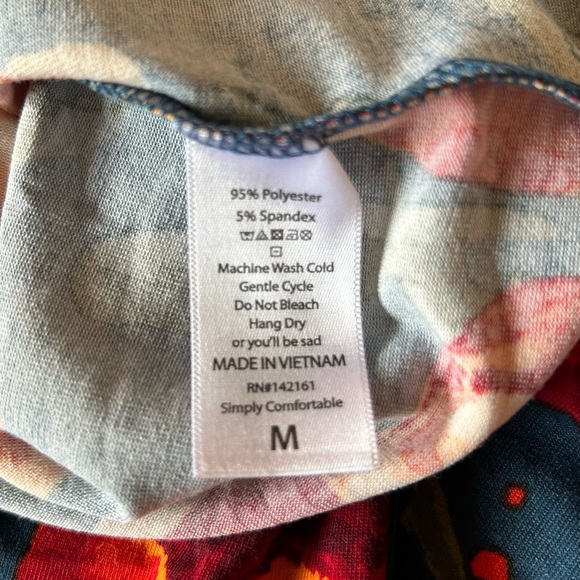 95% Polyester
5% Spandex
Machine Wash Cold
Gentle Cycle
Do Not Bleach
Hang Dry
or you'll be sad
MADE IN VIETNAM
RN#142161
Simply Comfortable
M